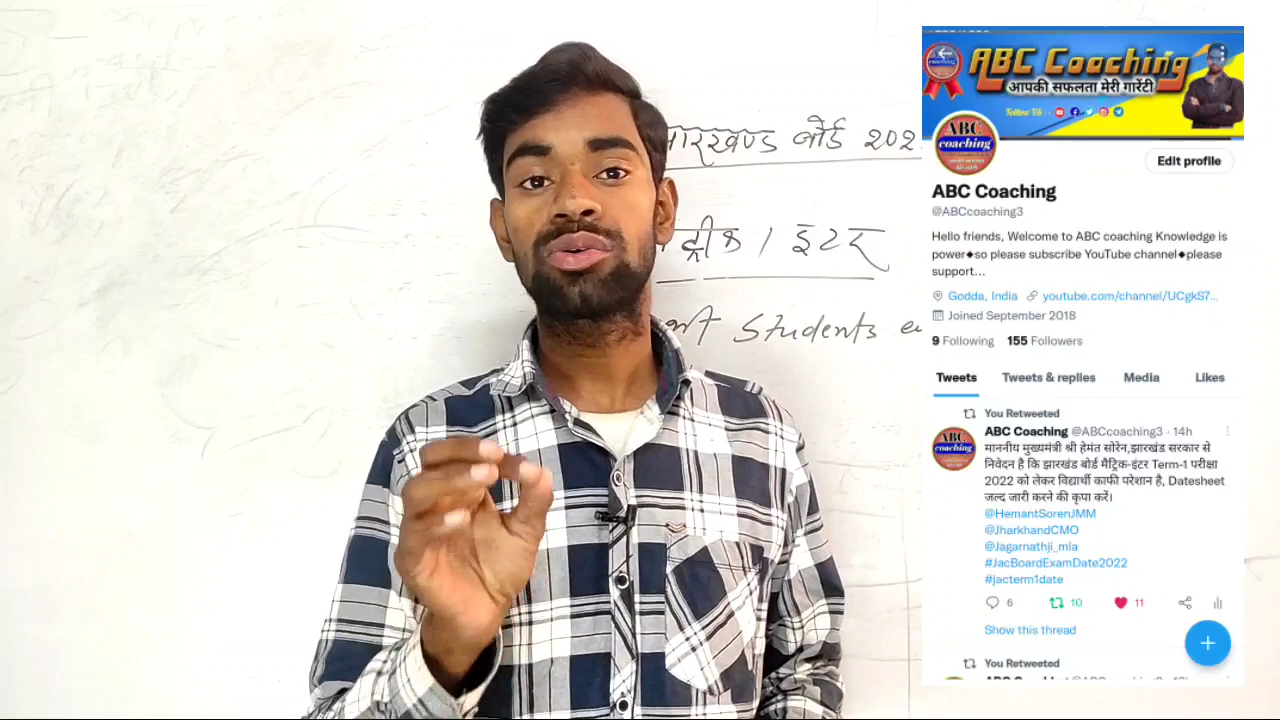 झारखण्ड बोर्ड 202
मैट्रीक / इंटर
Students
ABC Coaching
आपकी सफलता मेरी गारेंटी
Follow Us :
ABC
coaching
Edit profile
ABC Coaching
@ABCcoaching3
Hello friends, Welcome to ABC coaching Knowledge is
power◆so please subscribe YouTube channel◆please
support...
Godda, India youtube.com/channel/UCgkS7...
Joined September 2018
9 Following 155 Followers
Tweets Tweets & replies Media Likes
You Retweeted
ABC Coaching @ABCcoaching3 · 14h
माननीय मुख्यमंत्री श्री हेमंत सोरेन,झारखंड सरकार से
निवेदन है कि झारखंड बोर्ड मैट्रिक-इंटर Term-1 परीक्षा
2022 को लेकर विद्यार्थी काफी परेशान है, Datesheet
जल्द जारी करने की कृपा करें।
@HemantSorenJMM
@JharkhandCMO
@Jagarnathji_mla
#JacBoardExamDate2022
#jacterm1date
6 10 11
Show this thread
You Retweeted